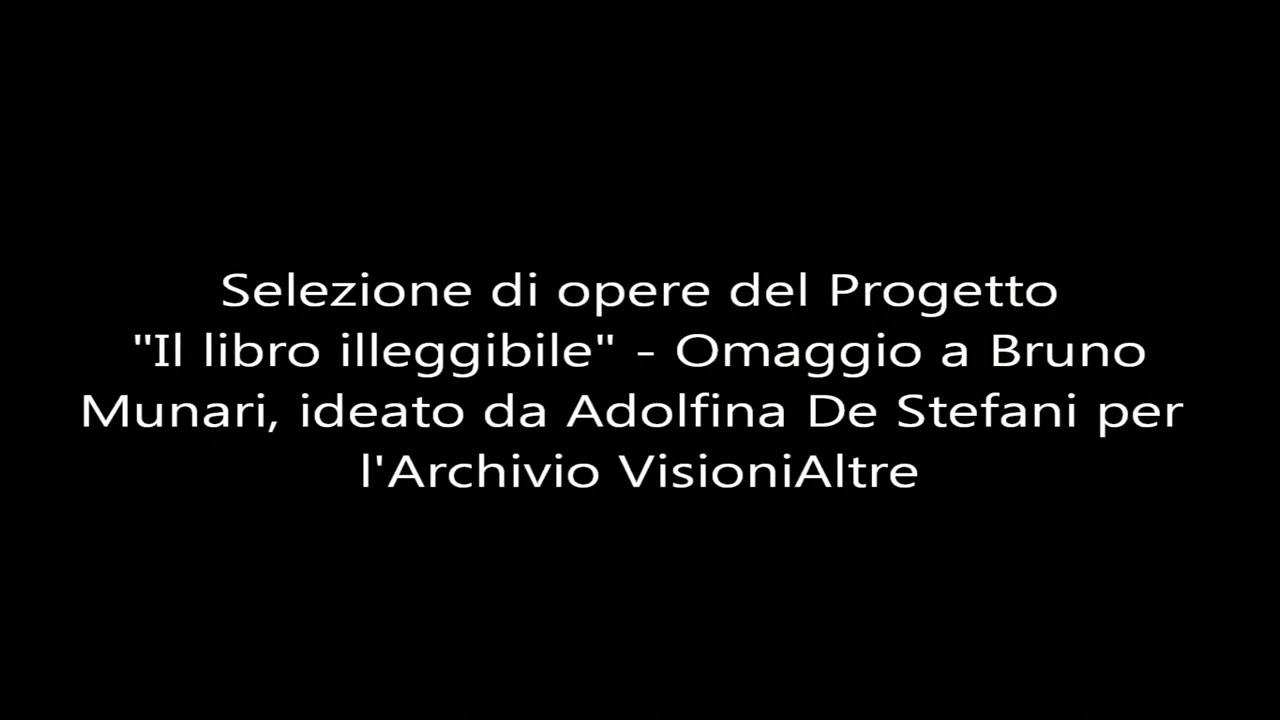 Selezione di opere del Progetto
"Il libro illeggibile" - Omaggio a Bruno
Munari, ideato da Adolfina De Stefani per
l'Archivio VisioniAltre